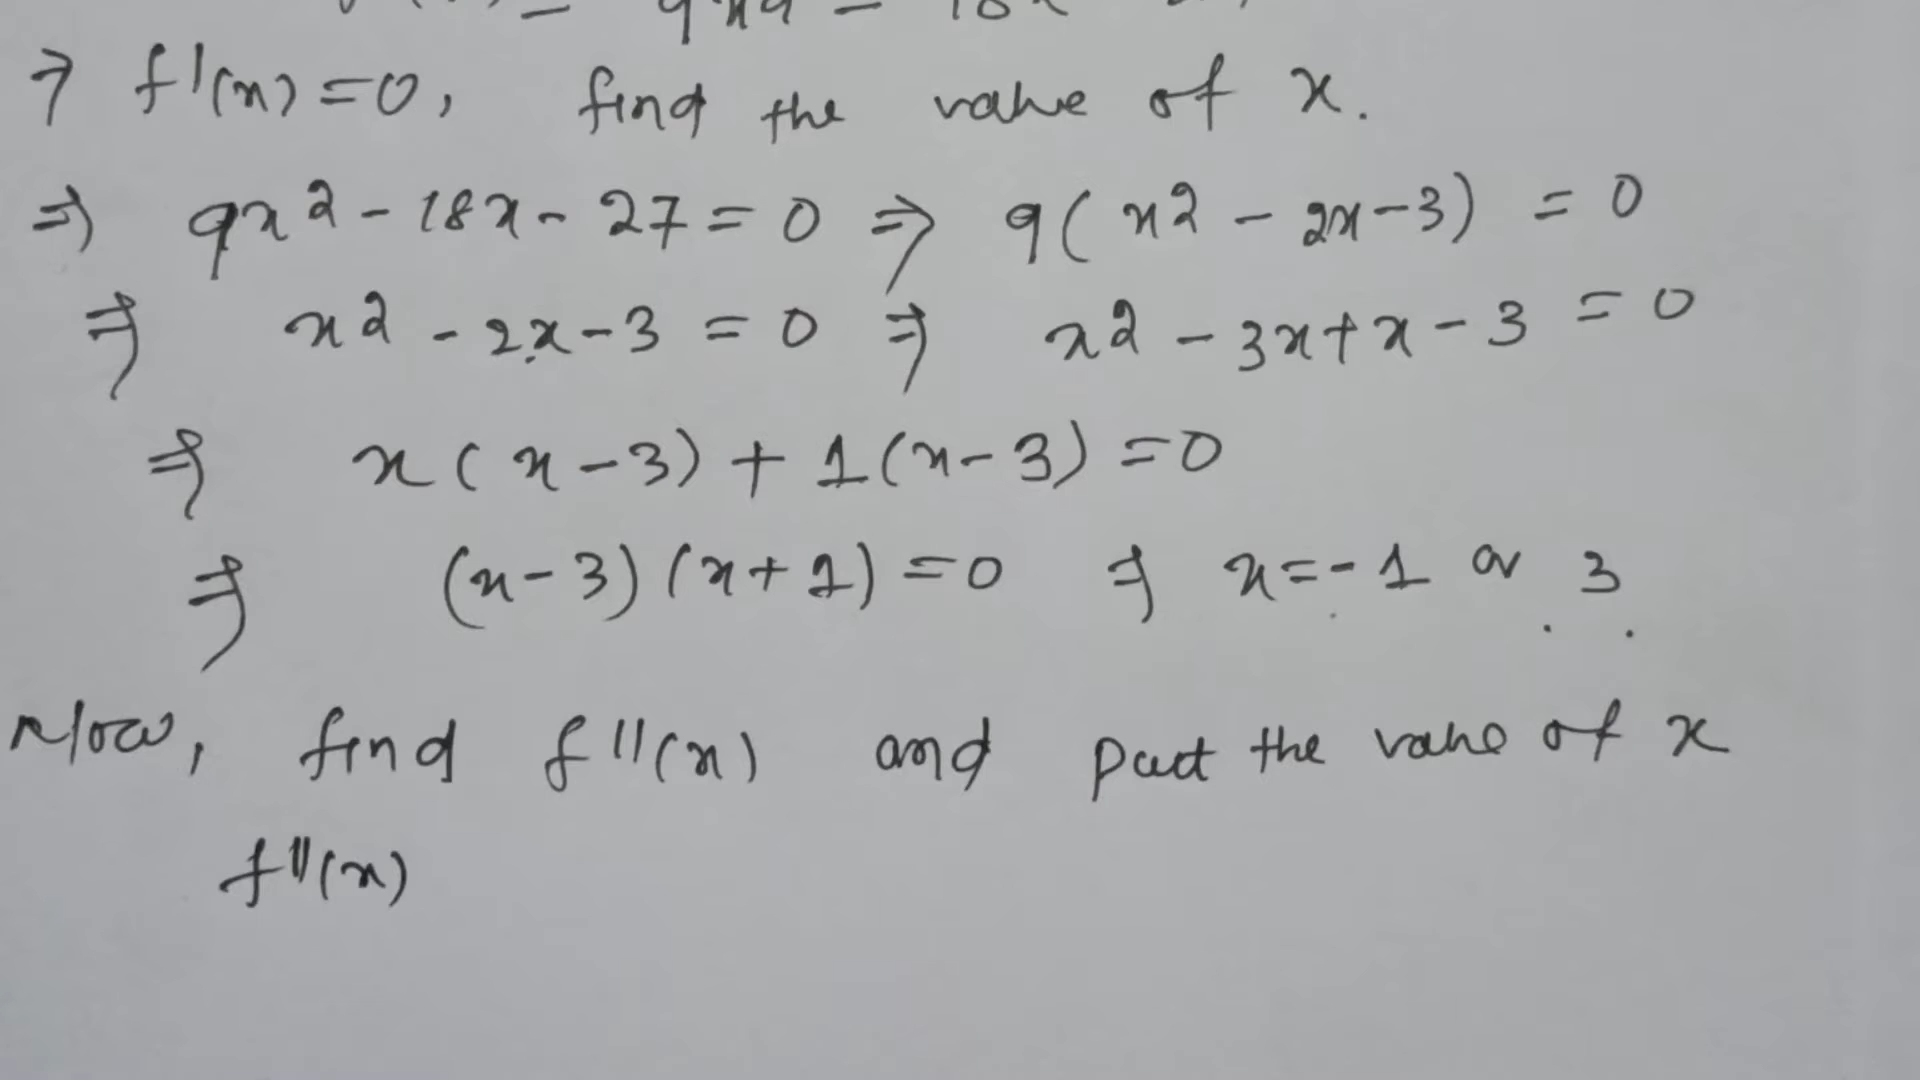 → f'(x) = 0, find the value of x.
⇒ 9x2 - 18x - 27 = 0 ⇒ 9(x2 - 2x - 3) = 0
⇒ x2 - 2x - 3 = 0 ⇒ x2 - 3x + x - 3 = 0
⇒ x(x - 3) + 1(x - 3) = 0
⇒ (x - 3)(x + 1) = 0 ⇒ x = - 1 or 3
Now, find f''(x) and put the value of x
f''(x)